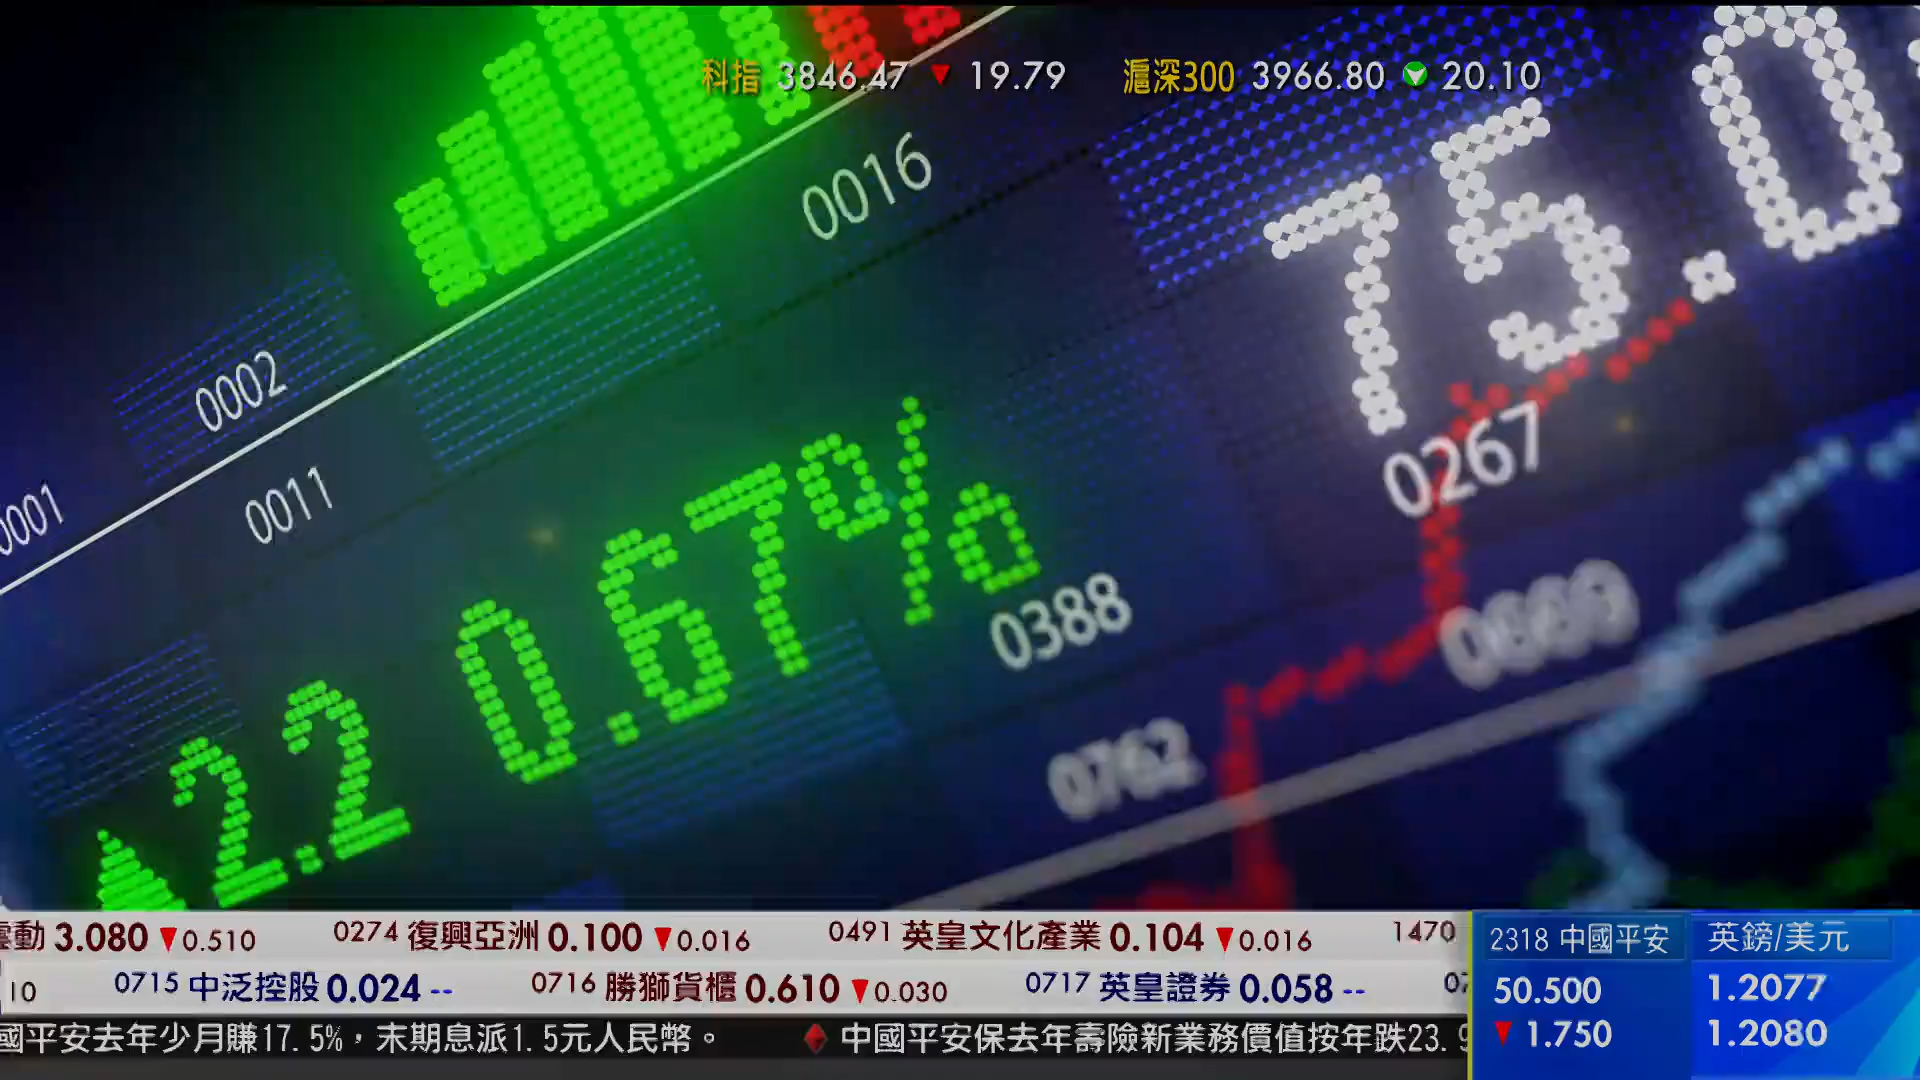 科指 3846.47 ▼ 19.79 滬深300 3966.80 ▼ 20.10
75.0
0016
0002
0267
0001
0011
0.67%
0388
2.2
0762
動 3.080 ▼0.510 0274 復興亞洲 0.100 ▼0.016 0491 英皇文化產業 0.104 ▼0.016 1470
10 0715 中泛控股 0.024 -- 0716 勝獅貨櫃 0.610 ▼0.030 0717 英皇證券 0.058 --
國平安去年少月賺17.5%，末期息派1.5元人民幣。 ◆ 中國平安保去年壽險新業務價值按年跌23.9
2318 中國平安
50.500
▼ 1.750
英鎊/美元
1.2077
1.2080